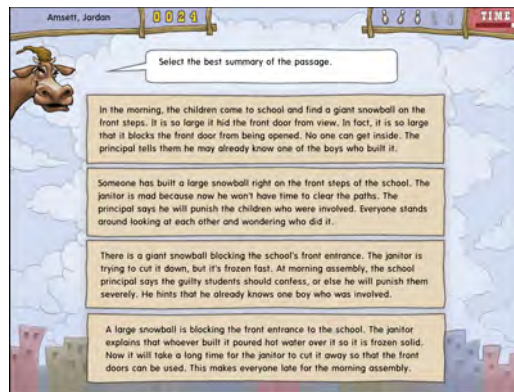 Amsett, Jordan
0024
TIME
Select the best summary of the passage.
In the morning, the children come to school and find a giant snowball on the
front steps. It is so large it hid the front door from view. In fact, it is so large
that it blocks the front door from being opened. No one can get inside. The
principal tells them he may already know one of the boys who built it.
Someone has built a large snowball right on the front steps of the school. The
janitor is mad because now he won't have time to clear the paths. The
principal says he will punish the children who were involved. Everyone stands
around looking at each other and wondering who did it.
There is a giant snowball blocking the school's front entrance. The janitor is
trying to cut it down, but it's frozen fast. At morning assembly, the school
principal says the guilty students should confess, or else he will punish them
severely. He hints that he already knows one boy who was involved.
A large snowball is blocking the front entrance to the school. The janitor
explains that whoever built it poured hot water over it so it is frozen solid.
Now it will take a long time for the janitor to cut it away so that the front
doors can be used. This makes everyone late for the morning assembly.